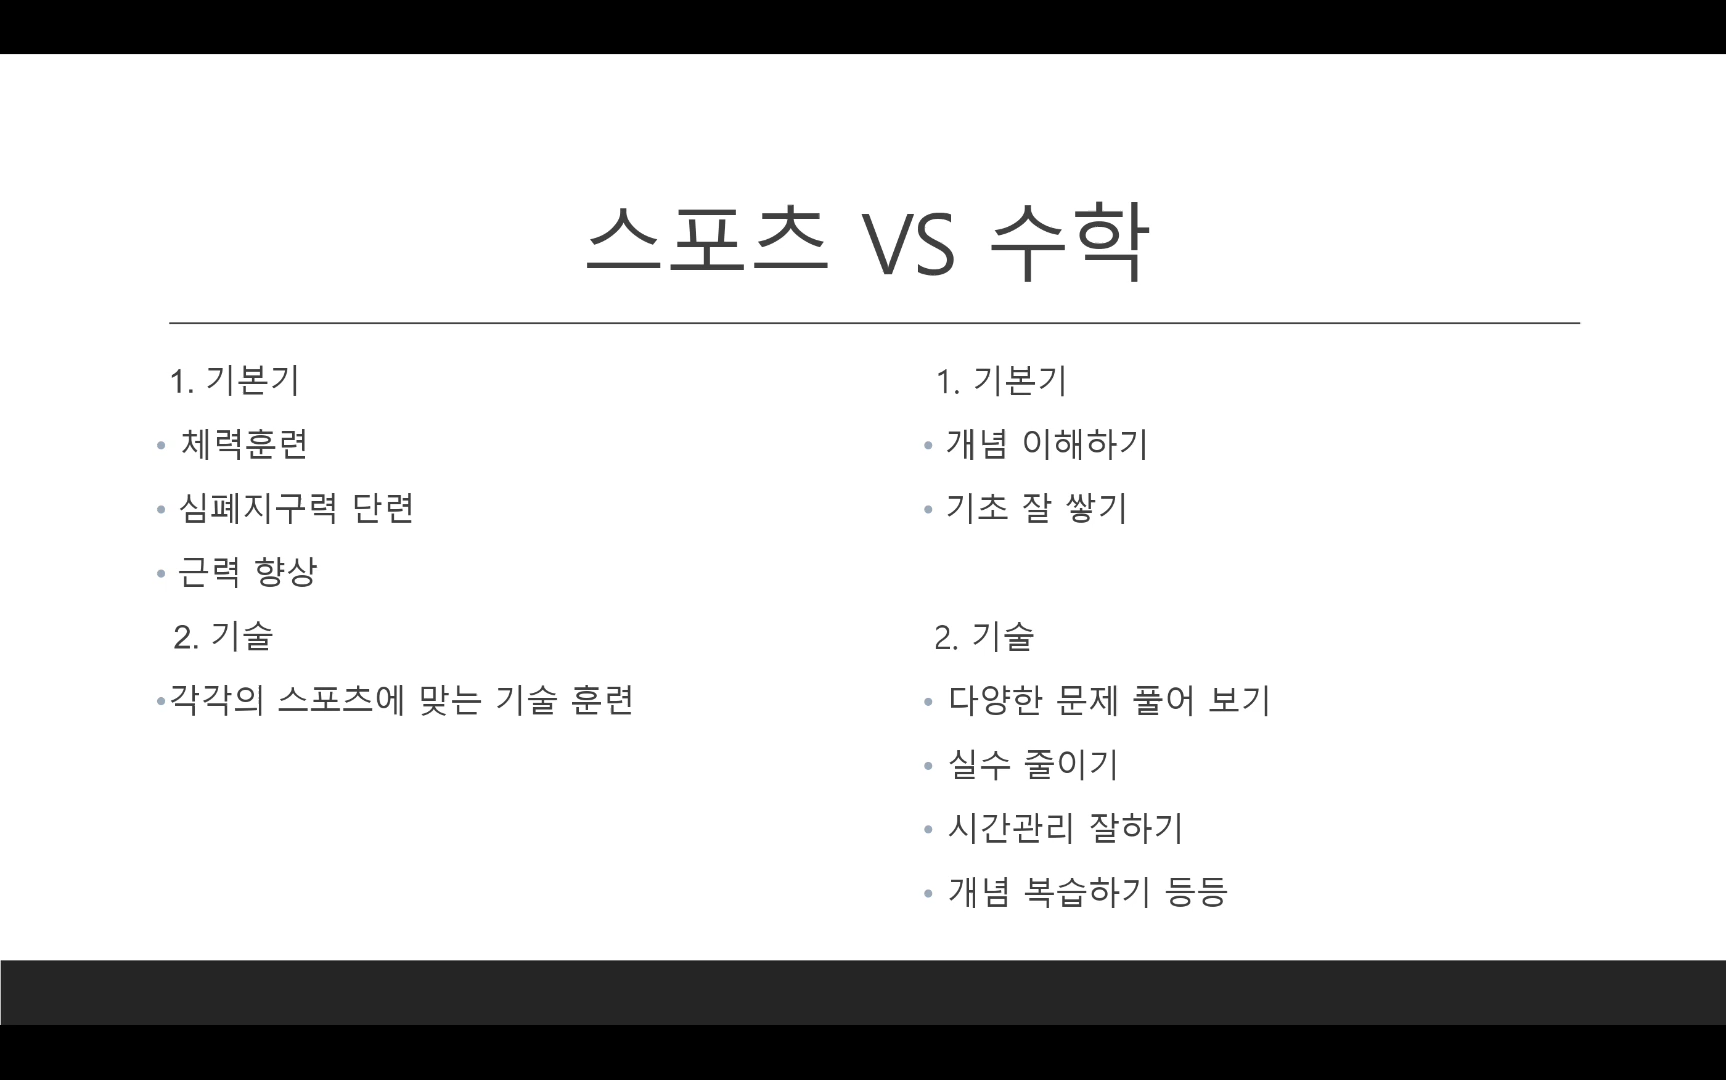 스포츠 VS 수학
1. 기본기
• 체력훈련
• 심폐지구력 단련
• 근력 향상
2. 기술
•각각의 스포츠에 맞는 기술 훈련
1. 기본기
• 개념 이해하기
• 기초 잘 쌓기
2. 기술
• 다양한 문제 풀어 보기
• 실수 줄이기
• 시간관리 잘하기
• 개념 복습하기 등등